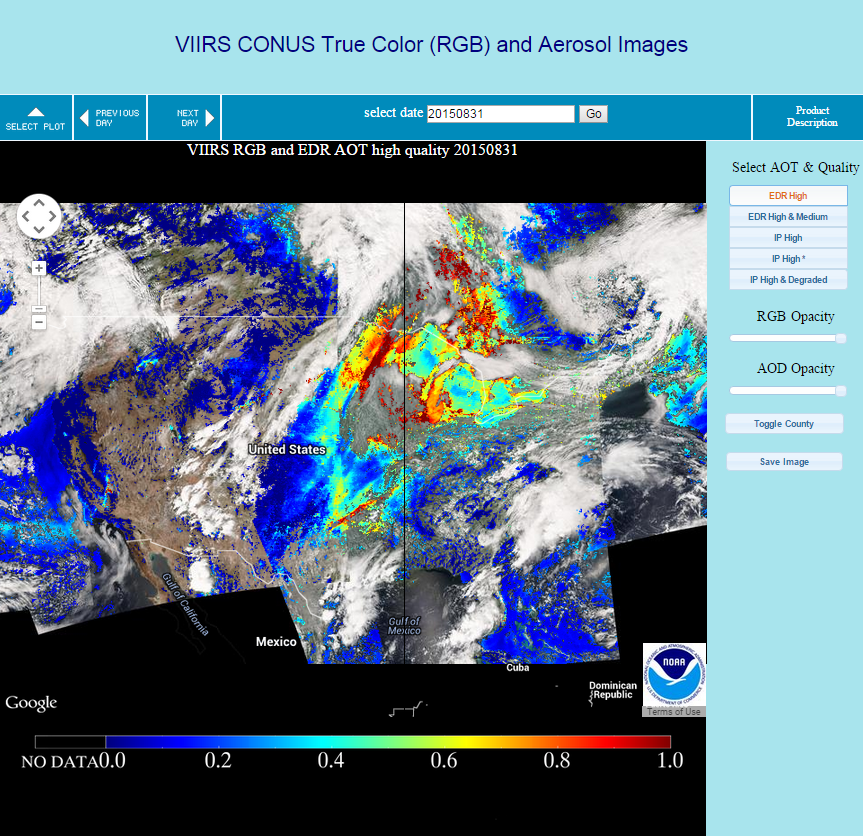 VIIRS CONUS True Color (RGB) and Aerosol Images
SELECT PLOT
PREVIOUS
DAY
NEXT
DAY
select date 20150831 Go
Product
Description
VIIRS RGB and EDR AOT high quality 20150831
Select AOT & Quality
EDR High
EDR High & Medium
IP High
IP High *
IP High & Degraded
RGB Opacity
AOD Opacity
Toggle County
Save Image
United States
Gulf of California
Gulf of
Mexico
Mexico
Cuba
Dominican
Republic
NOAA
Terms of Use
Google
NO DATA 0.0 0.2 0.4 0.6 0.8 1.0